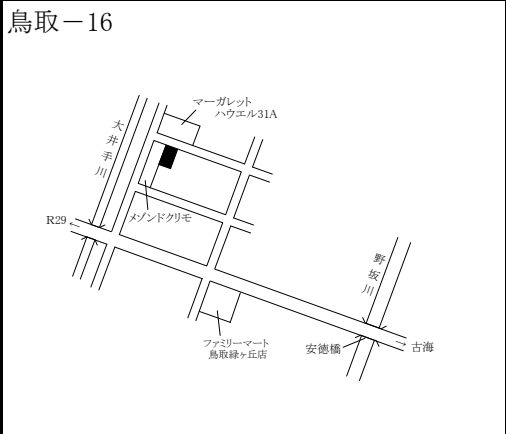 鳥取－16
マーガレット
ハウエル31A
大井手川
メゾンドクリモ
R29
野坂川
ファミリーマート
鳥取緑ヶ丘店
安徳橋
古海